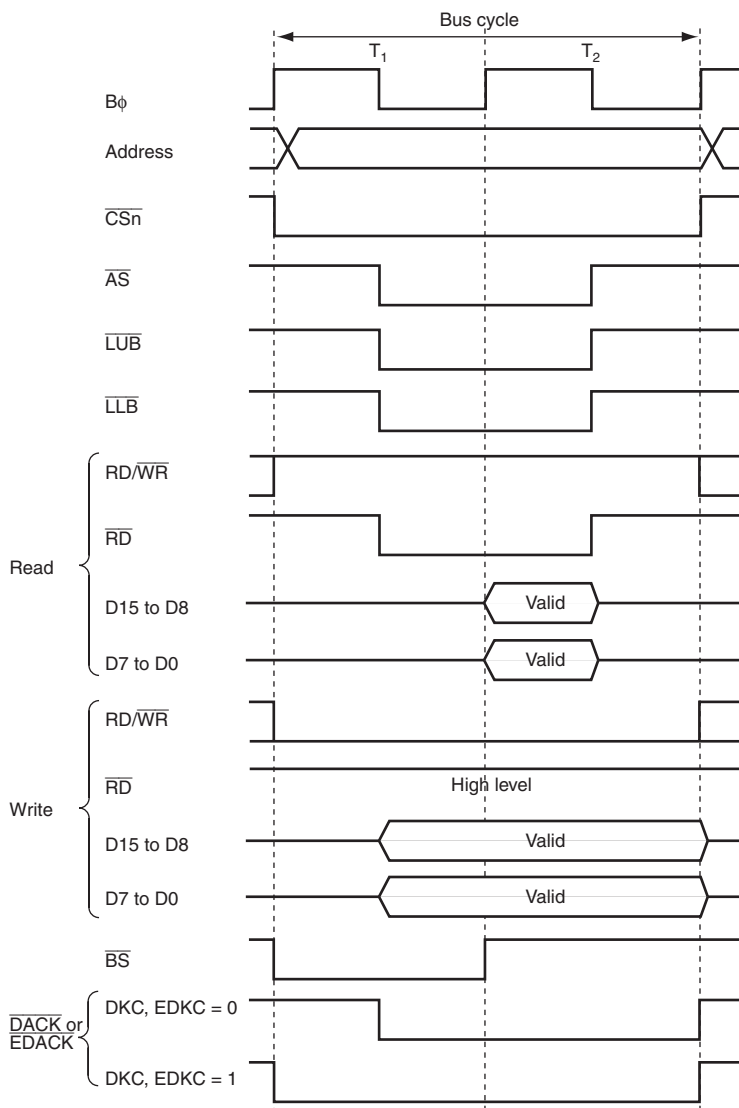 Bus cycle
T1 T2
Bφ
Address
CSn
AS
LUB
LLB
Read
RD/WR
RD
D15 to D8 Valid
D7 to D0 Valid
Write
RD/WR
RD High level
D15 to D8 Valid
D7 to D0 Valid
BS
DACK or
EDACK
DKC, EDKC = 0
DKC, EDKC = 1